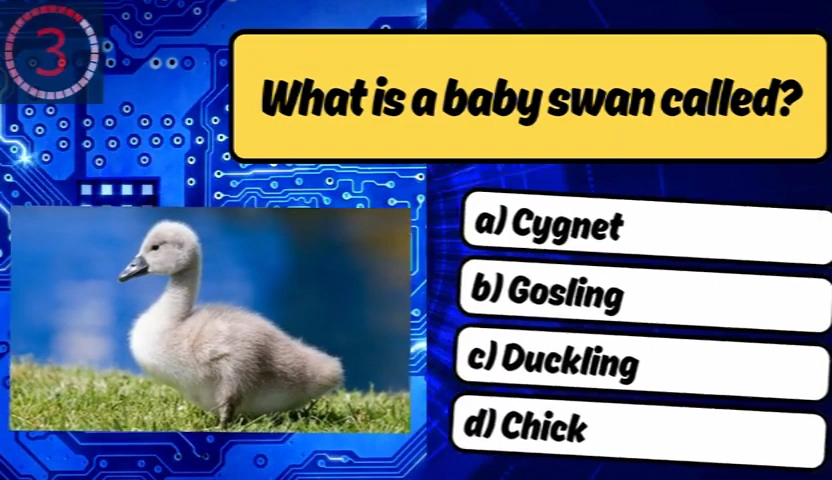 3
What is a baby swan called?
a) Cygnet
b) Gosling
c) Duckling
d) Chick